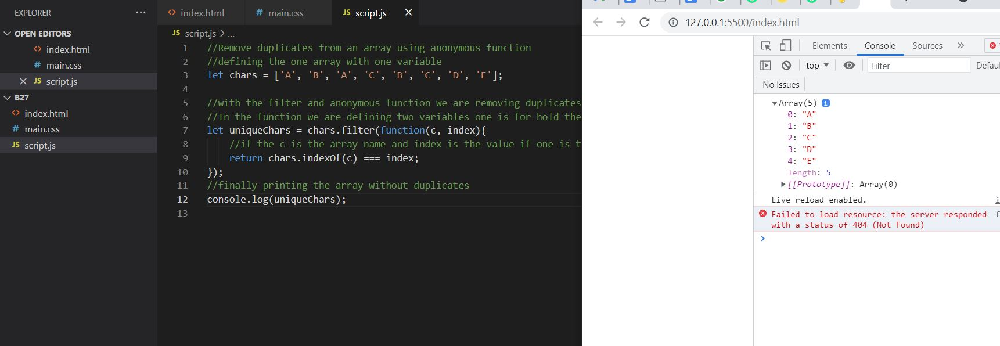 EXPLORER
...
OPEN EDITORS
<> index.html
# main.css
JS script.js
B27
<> index.html
# main.css
JS script.js
<> index.html
# main.css
JS script.js
JS script.js > ...
1 //Remove duplicates from an array using anonymous function
2 //defining the one array with one variable
3 let chars = ['A', 'B', 'A', 'C', 'B', 'C', 'D', 'E'];
4
5 //with the filter and anonymous function we are removing duplicates
6 //In the function we are defining two variables one is for hold the
7 let uniqueChars = chars.filter(function(c, index){
8 //if the c is the array name and index is the value if one is t
9 return chars.indexOf(c) === index;
10 });
11 //finally printing the array without duplicates
12 console.log(uniqueChars);
13
127.0.0.1:5500/index.html
Elements Console Sources
top Filter Defau
No Issues
Array(5) i
0: "A"
1: "B"
2: "C"
3: "D"
4: "E"
length: 5
[[Prototype]]: Array(0)
Live reload enabled. i
Failed to load resource: the server responded f
with a status of 404 (Not Found)